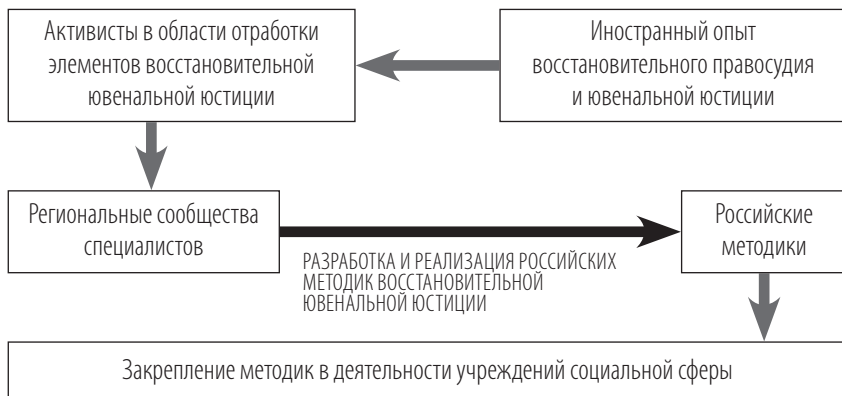 Активисты в области отработки
элементов восстановительной
ювенальной юстиции
Иностранный опыт
восстановительного правосудия
и ювенальной юстиции
Региональные сообщества
специалистов
РАЗРАБОТКА И РЕАЛИЗАЦИЯ РОССИЙСКИХ
МЕТОДИК ВОССТАНОВИТЕЛЬНОЙ
ЮВЕНАЛЬНОЙ ЮСТИЦИИ
Российские
методики
Закрепление методик в деятельности учреждений социальной сферы